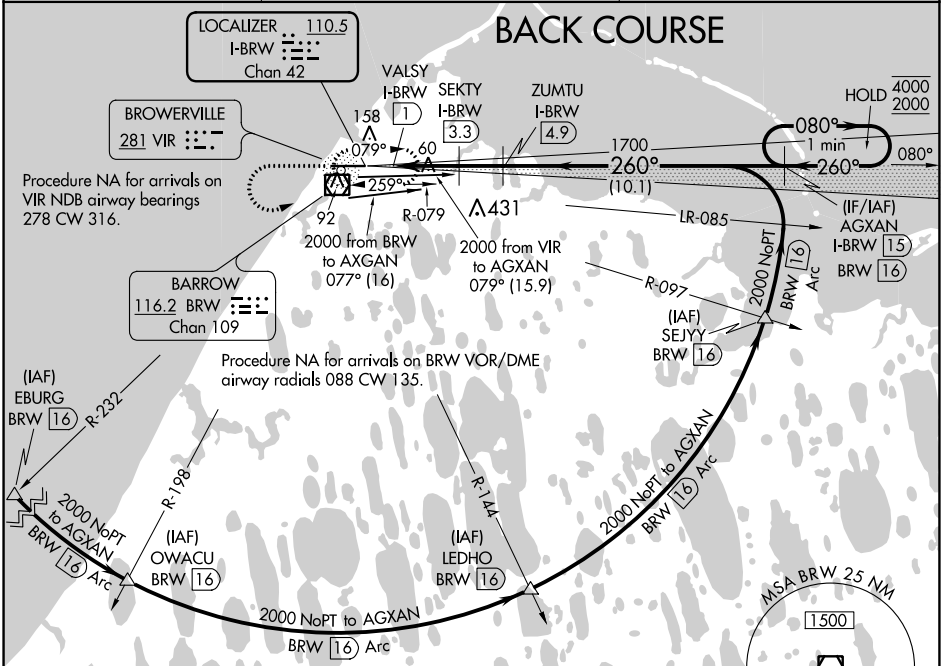 BACK COURSE
LOCALIZER 110.5
I-BRW
Chan 42
VALSY
I-BRW
1
SEKTY
I-BRW
3.3
ZUMTU
I-BRW
4.9
HOLD
4000
2000
BROWERVILLE
281 VIR
158
079°
60
1700
260°
(10.1)
080°
1 min
260°
080°
Procedure NA for arrivals on
VIR NDB airway bearings
278 CW 316.
259°
92
R-079
431
LR-085
(IF/IAF)
AGXAN
I-BRW 15
BRW 16
2000 from BRW
to AXGAN
077° (16)
2000 from VIR
to AGXAN
079° (15.9)
R-097
2000 NoPT
BRW 16 Arc
BARROW
116.2 BRW
Chan 109
(IAF)
SEJYY
BRW 16
Procedure NA for arrivals on BRW VOR/DME
airway radials 088 CW 135.
(IAF)
EBURG
BRW 16
R-232
R-198
R-144
2000 NoPT to AGXAN
BRW 16 Arc
2000 NoPT
to AGXAN
BRW 16 Arc
(IAF)
OWACU
BRW 16
(IAF)
LEDHO
BRW 16
2000 NoPT to AGXAN
BRW 16 Arc
MSA BRW 25 NM
1500